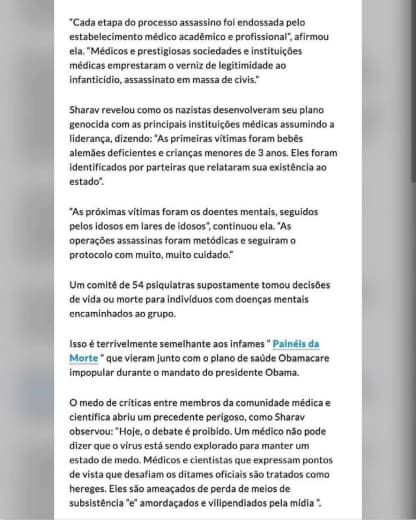 "Cada etapa do processo assassino foi endossada pelo
estabelecimento médico acadêmico e profissional", afirmou
ela. "Médicos e prestigiosas sociedades e instituições
médicas emprestaram o verniz de legitimidade ao
infanticídio, assassinato em massa de civis."
Sharav revelou como os nazistas desenvolveram seu plano
genocida com as principais instituições médicas assumindo a
liderança, dizendo: "As primeiras vítimas foram bebês
alemães deficientes e crianças menores de 3 anos. Eles foram
identificados por parteiras que relataram sua existência ao
estado".
"As próximas vítimas foram os doentes mentais, seguidos
pelos idosos em lares de idosos", continuou ela. "As
operações assassinas foram metódicas e seguiram o
protocolo com muito, muito cuidado."
Um comitê de 54 psiquiatras supostamente tomou decisões
de vida ou morte para indivíduos com doenças mentais
encaminhados ao grupo.
Isso é terrivelmente semelhante aos infames " Painéis da
Morte " que vieram junto com o plano de saúde Obamacare
impopular durante o mandato do presidente Obama.
O medo de críticas entre membros da comunidade médica e
científica abriu um precedente perigoso, como Sharav
observou: "Hoje, o debate é proibido. Um médico não pode
dizer que o vírus está sendo explorado para manter um
estado de medo. Médicos e cientistas que expressam pontos
de vista que desafiam os ditames oficiais são tratados como
hereges. Eles são ameaçados de perda de meios de
subsistência "e" amordaçados e vilipendiados pela mídia ".